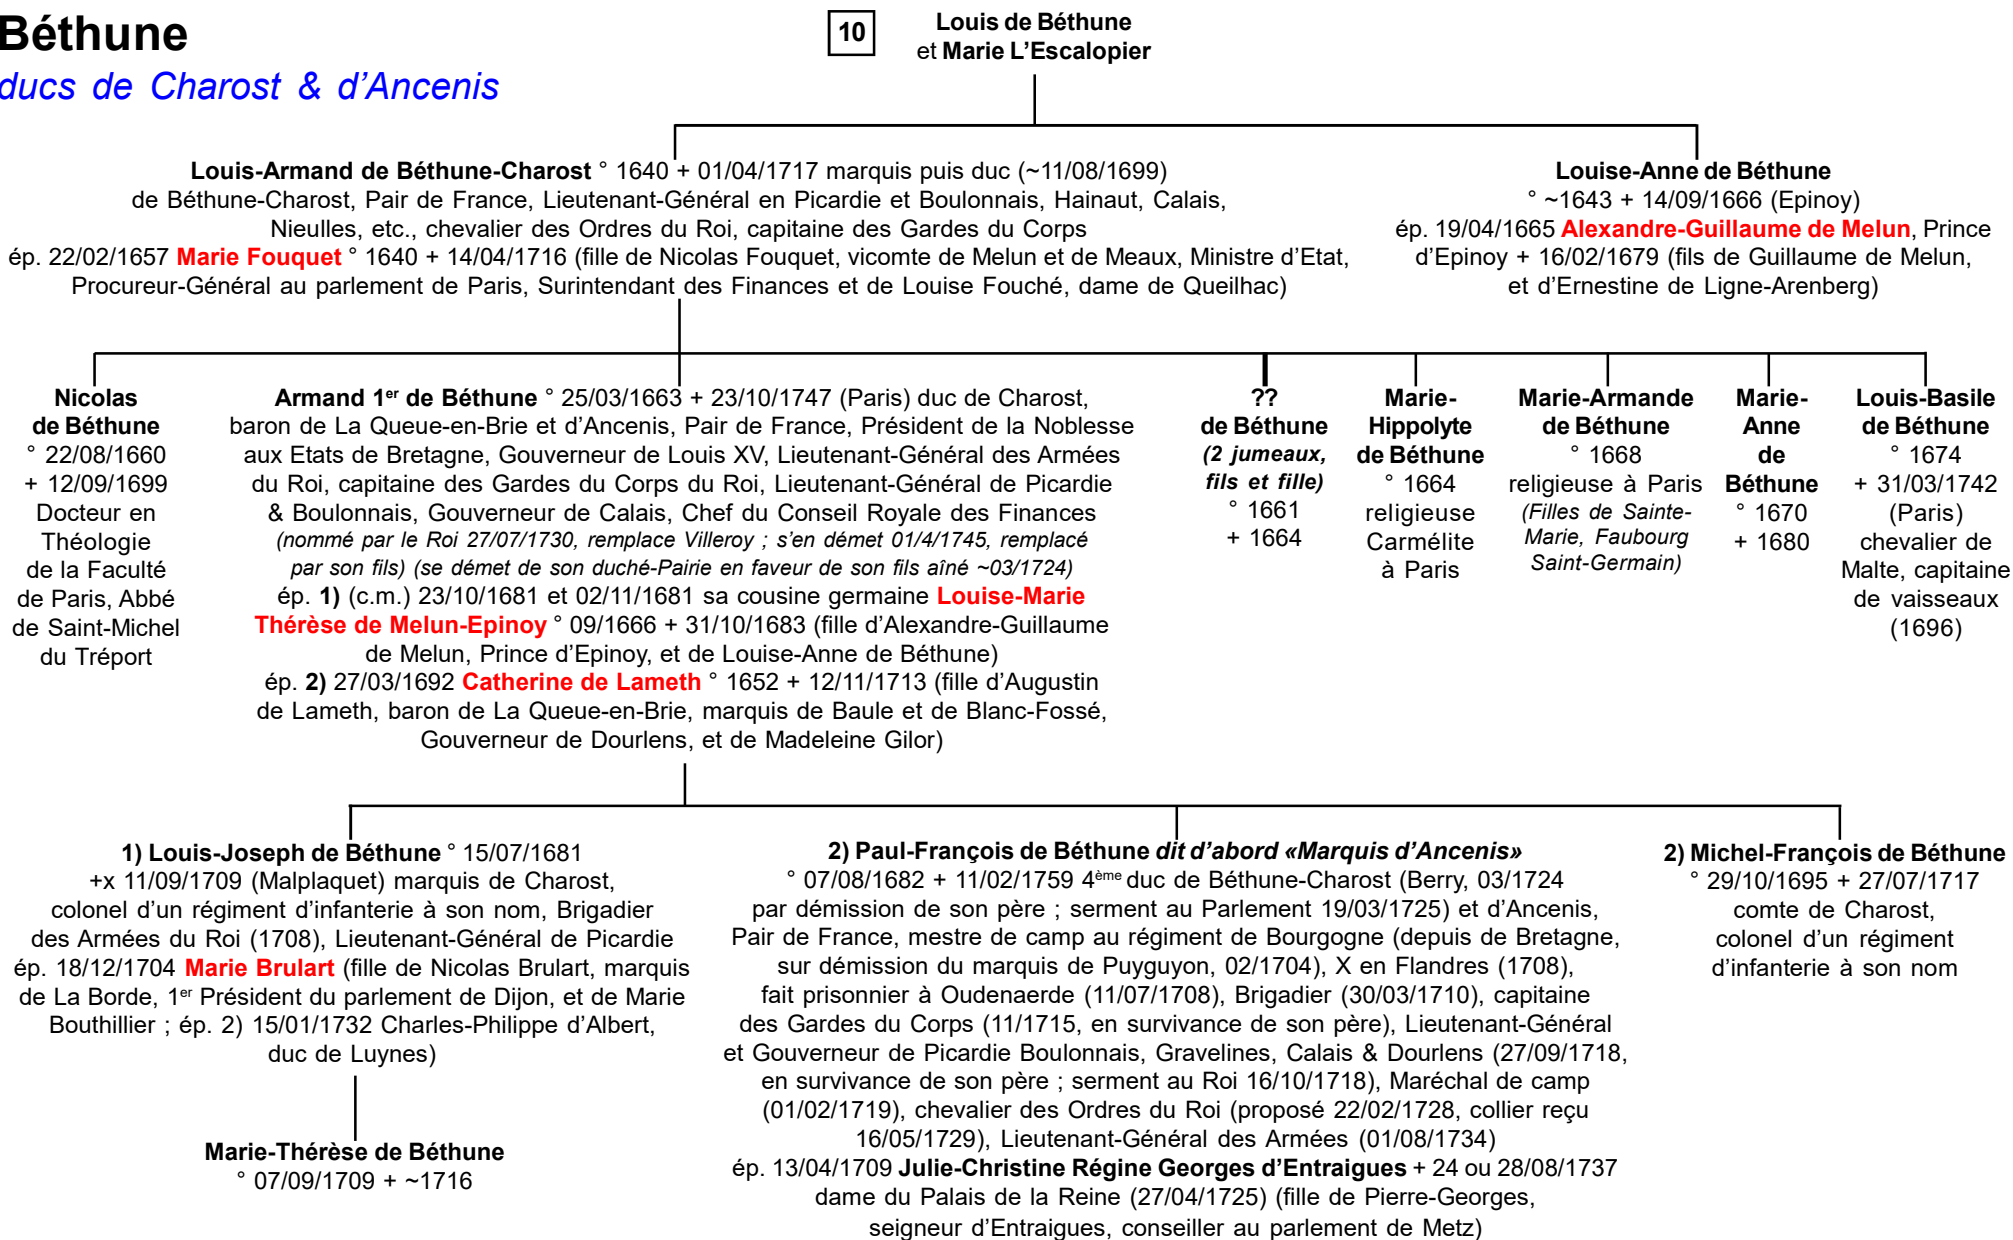 Béthune
ducs de Charost & d'Ancenis
10
Louis de Béthune
et Marie L'Escalopier
Louis-Armand de Béthune-Charost ° 1640 + 01/04/1717 marquis puis duc (~11/08/1699)
de Béthune-Charost, Pair de France, Lieutenant-Général en Picardie et Boulonnais, Hainaut, Calais,
Nieulles, etc., chevalier des Ordres du Roi, capitaine des Gardes du Corps
ép. 22/02/1657 Marie Fouquet ° 1640 + 14/04/1716 (fille de Nicolas Fouquet, vicomte de Melun et de Meaux, Ministre d'Etat,
Procureur-Général au parlement de Paris, Surintendant des Finances et de Louise Fouché, dame de Queilhac)
Louise-Anne de Béthune
° ~1643 + 14/09/1666 (Epinoy)
ép. 19/04/1665 Alexandre-Guillaume de Melun, Prince
d'Epinoy + 16/02/1679 (fils de Guillaume de Melun,
et d'Ernestine de Ligne-Arenberg)
Nicolas
de Béthune
° 22/08/1660
+ 12/09/1699
Docteur en
Théologie
de la Faculté
de Paris, Abbé
de Saint-Michel
du Tréport
Armand 1er de Béthune ° 25/03/1663 + 23/10/1747 (Paris) duc de Charost,
baron de La Queue-en-Brie et d'Ancenis, Pair de France, Président de la Noblesse
aux Etats de Bretagne, Gouverneur de Louis XV, Lieutenant-Général des Armées
du Roi, capitaine des Gardes du Corps du Roi, Lieutenant-Général de Picardie
& Boulonnais, Gouverneur de Calais, Chef du Conseil Royale des Finances
(nommé par le Roi 27/07/1730, remplace Villeroy ; s'en démet 01/4/1745, remplacé
par son fils) (se démet de son duché-Pairie en faveur de son fils aîné ~03/1724)
ép. 1) (c.m.) 23/10/1681 et 02/11/1681 sa cousine germaine Louise-Marie
Thérèse de Melun-Epinoy ° 09/1666 + 31/10/1683 (fille d'Alexandre-Guillaume
de Melun, Prince d'Epinoy, et de Louise-Anne de Béthune)
ép. 2) 27/03/1692 Catherine de Lameth ° 1652 + 12/11/1713 (fille d'Augustin
de Lameth, baron de La Queue-en-Brie, marquis de Baule et de Blanc-Fossé,
Gouverneur de Dourlens, et de Madeleine Gilor)
??
de Béthune
(2 jumeaux,
fils et fille)
° 1661
+ 1664
Marie-
Hippolyte
de Béthune
° 1664
religieuse
Carmélite
à Paris
Marie-Armande
de Béthune
° 1668
religieuse à Paris
(Filles de Sainte-
Marie, Faubourg
Saint-Germain)
Marie-
Anne
de
Béthune
° 1670
+ 1680
Louis-Basile
de Béthune
° 1674
+ 31/03/1742
(Paris)
chevalier de
Malte, capitaine
de vaisseaux
(1696)
1) Louis-Joseph de Béthune ° 15/07/1681
+x 11/09/1709 (Malplaquet) marquis de Charost,
colonel d'un régiment d'infanterie à son nom, Brigadier
des Armées du Roi (1708), Lieutenant-Général de Picardie
ép. 18/12/1704 Marie Brulart (fille de Nicolas Brulart, marquis
de La Borde, 1er Président du parlement de Dijon, et de Marie
Bouthillier ; ép. 2) 15/01/1732 Charles-Philippe d'Albert,
duc de Luynes)
Marie-Thérèse de Béthune
° 07/09/1709 + ~1716
2) Paul-François de Béthune dit d'abord «Marquis d'Ancenis»
° 07/08/1682 + 11/02/1759 4ème duc de Béthune-Charost (Berry, 03/1724
par démission de son père ; serment au Parlement 19/03/1725) et d'Ancenis,
Pair de France, mestre de camp au régiment de Bourgogne (depuis de Bretagne,
sur démission du marquis de Puyguyon, 02/1704), X en Flandres (1708),
fait prisonnier à Oudenaerde (11/07/1708), Brigadier (30/03/1710), capitaine
des Gardes du Corps (11/1715, en survivance de son père), Lieutenant-Général
et Gouverneur de Picardie Boulonnais, Gravelines, Calais & Dourlens (27/09/1718,
en survivance de son père ; serment au Roi 16/10/1718), Maréchal de camp
(01/02/1719), chevalier des Ordres du Roi (proposé 22/02/1728, collier reçu
16/05/1729), Lieutenant-Général des Armées (01/08/1734)
ép. 13/04/1709 Julie-Christine Régine Georges d'Entraigues + 24 ou 28/08/1737
dame du Palais de la Reine (27/04/1725) (fille de Pierre-Georges,
seigneur d'Entraigues, conseiller au parlement de Metz)
2) Michel-François de Béthune
° 29/10/1695 + 27/07/1717
comte de Charost,
colonel d'un régiment
d'infanterie à son nom